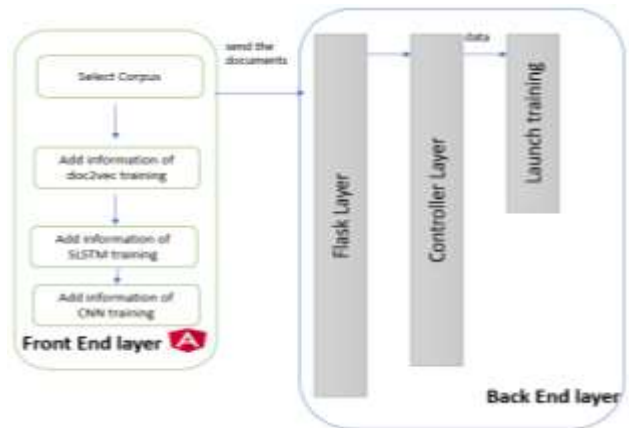 Select Corpus
Add information of
doc2vec training
Add information of
SLSTM training
Add information of
CNN training
Front End layer
send the
documents
Flask Layer
Controller Layer
data
Launch training
Back End layer